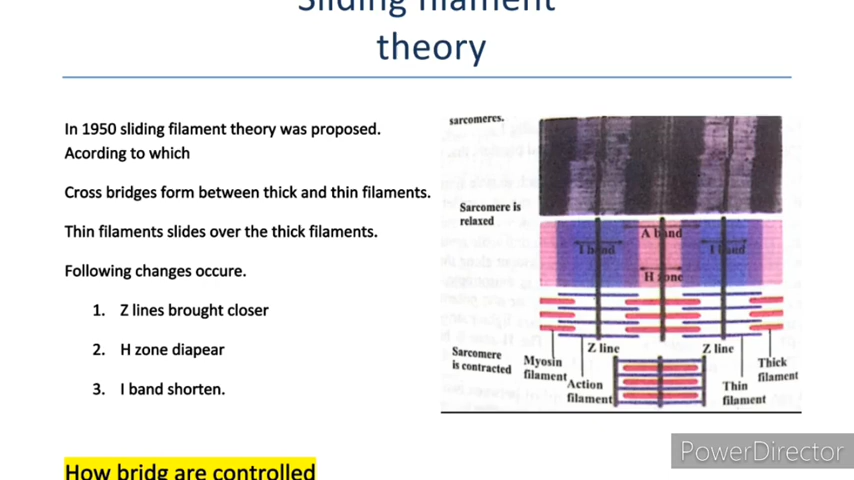 Sliding filament
theory
In 1950 sliding filament theory was proposed.
Acording to which
Cross bridges form between thick and thin filaments.
Thin filaments slides over the thick filaments.
Following changes occure.
1. Z lines brought closer
2. H zone diapear
3. I band shorten.
How bridg are controlled
sarcomeres.
Sarcomere is
relaxed
A band
I band
I band
H zone
Z line
Z line
Sarcomere
is contracted
Myosin
filament
Action
filament
Thick
filament
Thin
filament
PowerDirector